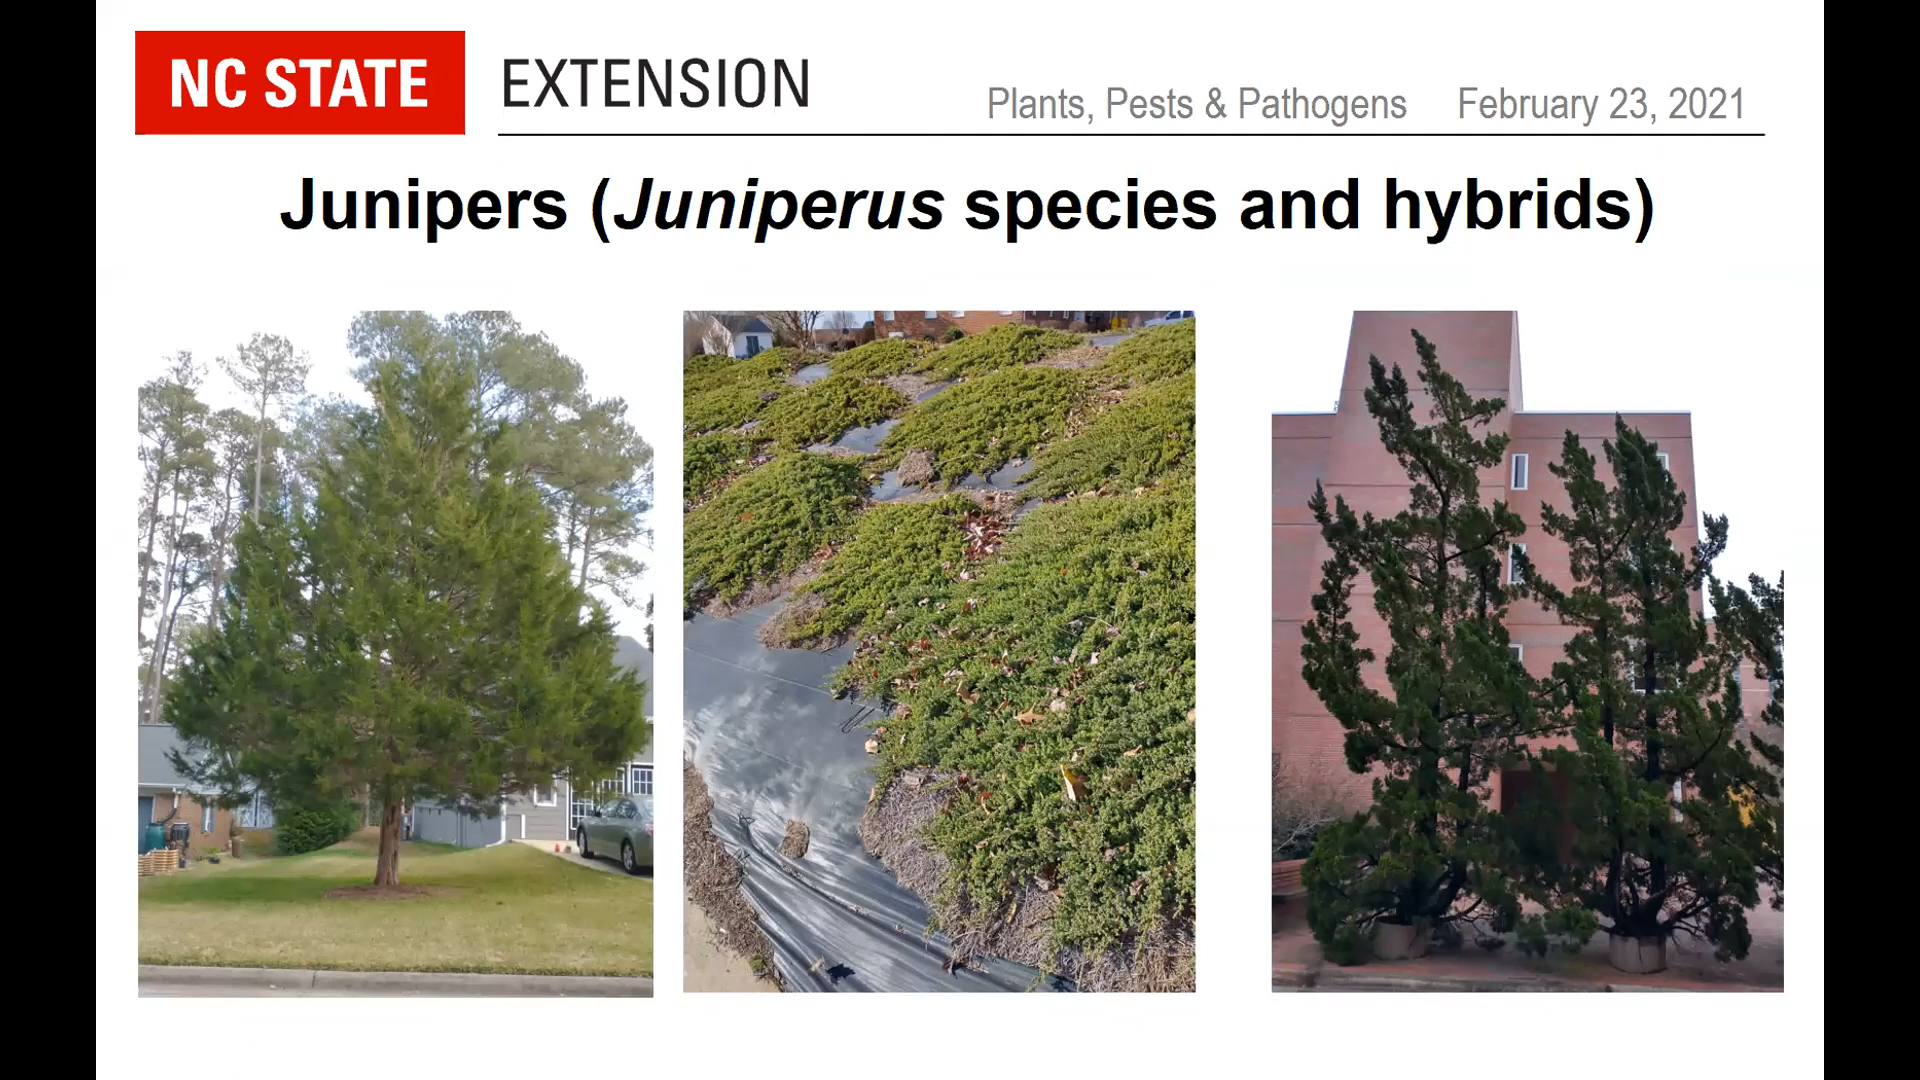 NC STATE EXTENSION
Plants, Pests & Pathogens February 23, 2021
Junipers (Juniperus species and hybrids)